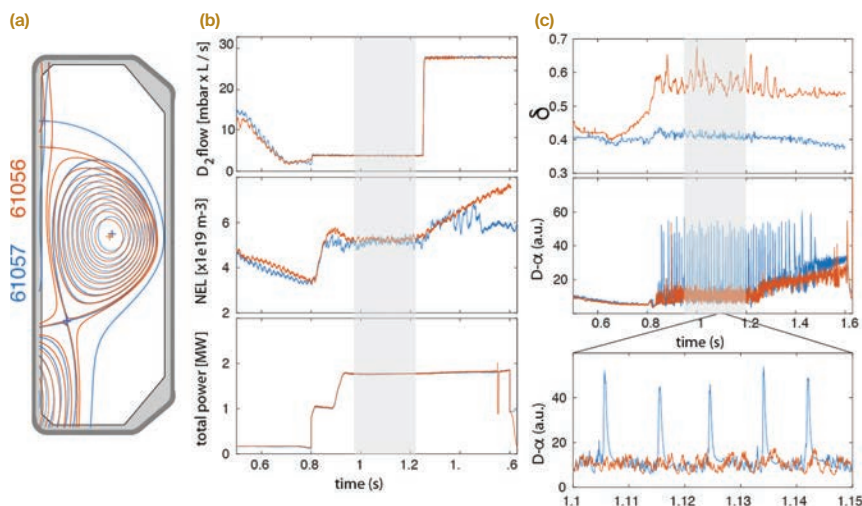 (a)
61057 61056
(b)
30
20
10
0
D2 flow [mbar x L / s]
6
4
2
NEL [x1e19 m-3]
3
2
1
0
total power [MW]
0.6 0.8 1 1.2 1. .6
time (s)
(c)
0.7
0.6
0.5
0.4
0.3
δ
60
40
20
D-α (a.u.)
0.6 0.8 1 1.2 1.4 1.6
time (s)
40
20
0
D-α (a.u.)
1.1 1.11 1.12 1.13 1.14 1.15